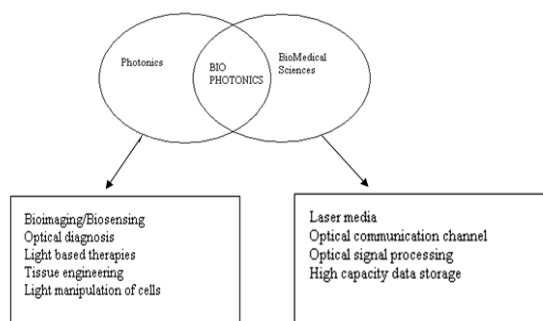 Photonics
BIO
PHOTONICS
BioMedical
Sciences
Bioimaging/Biosensing
Optical diagnosis
Light based therapies
Tissue engineering
Light manipulation of cells
Laser media
Optical communication channel
Optical signal processing
High capacity data storage